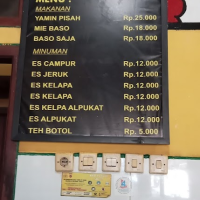 MENU :
MAKANAN
YAMIN PISAH Rp.25.000
MIE BASO Rp.18.000
BASO SAJA Rp.18.000
MINUMAN
ES CAMPUR Rp.12.000
ES JERUK Rp.12.000
ES KELAPA Rp.12.000
ES KELAPA Rp.12.000
ES KELPA ALPUKAT Rp.12.000
ES ALPUKAT Rp.12.000
TEH BOTOL Rp. 5.000